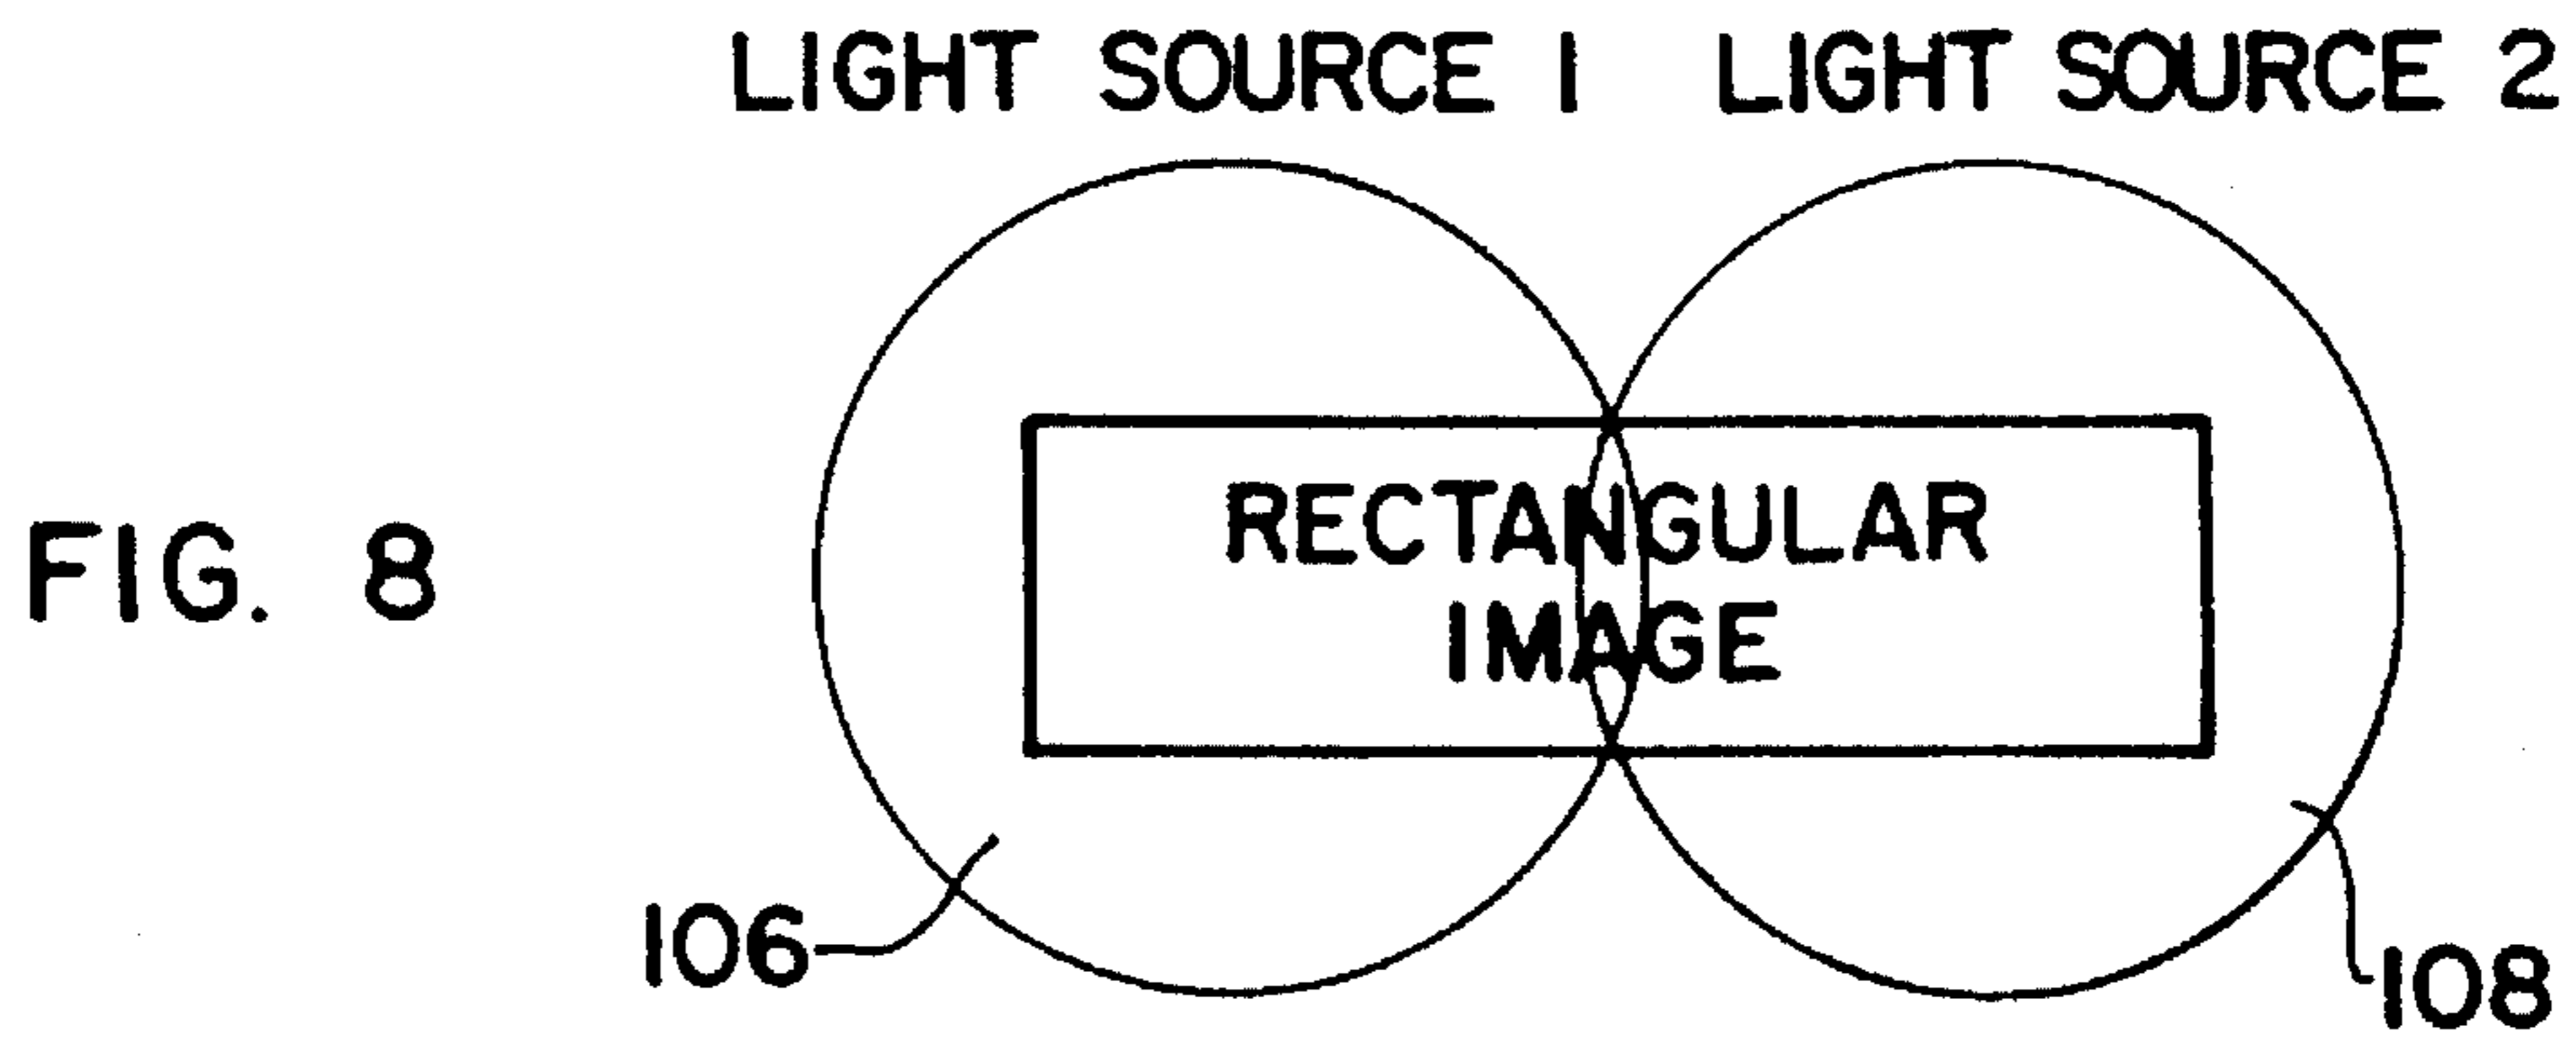 LIGHT SOURCE 1 LIGHT SOURCE 2
RECTANGULAR
IMAGE
FIG. 8
106
108